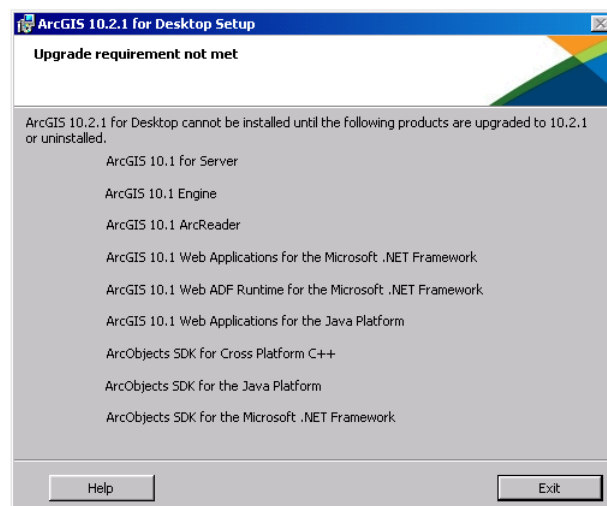 ArcGIS 10.2.1 for Desktop Setup
Upgrade requirement not met
ArcGIS 10.2.1 for Desktop cannot be installed until the following products are upgraded to 10.2.1
or uninstalled.
ArcGIS 10.1 for Server
ArcGIS 10.1 Engine
ArcGIS 10.1 ArcReader
ArcGIS 10.1 Web Applications for the Microsoft .NET Framework
ArcGIS 10.1 Web ADF Runtime for the Microsoft .NET Framework
ArcGIS 10.1 Web Applications for the Java Platform
ArcObjects SDK for Cross Platform C++
ArcObjects SDK for the Java Platform
ArcObjects SDK for the Microsoft .NET Framework
Help Exit